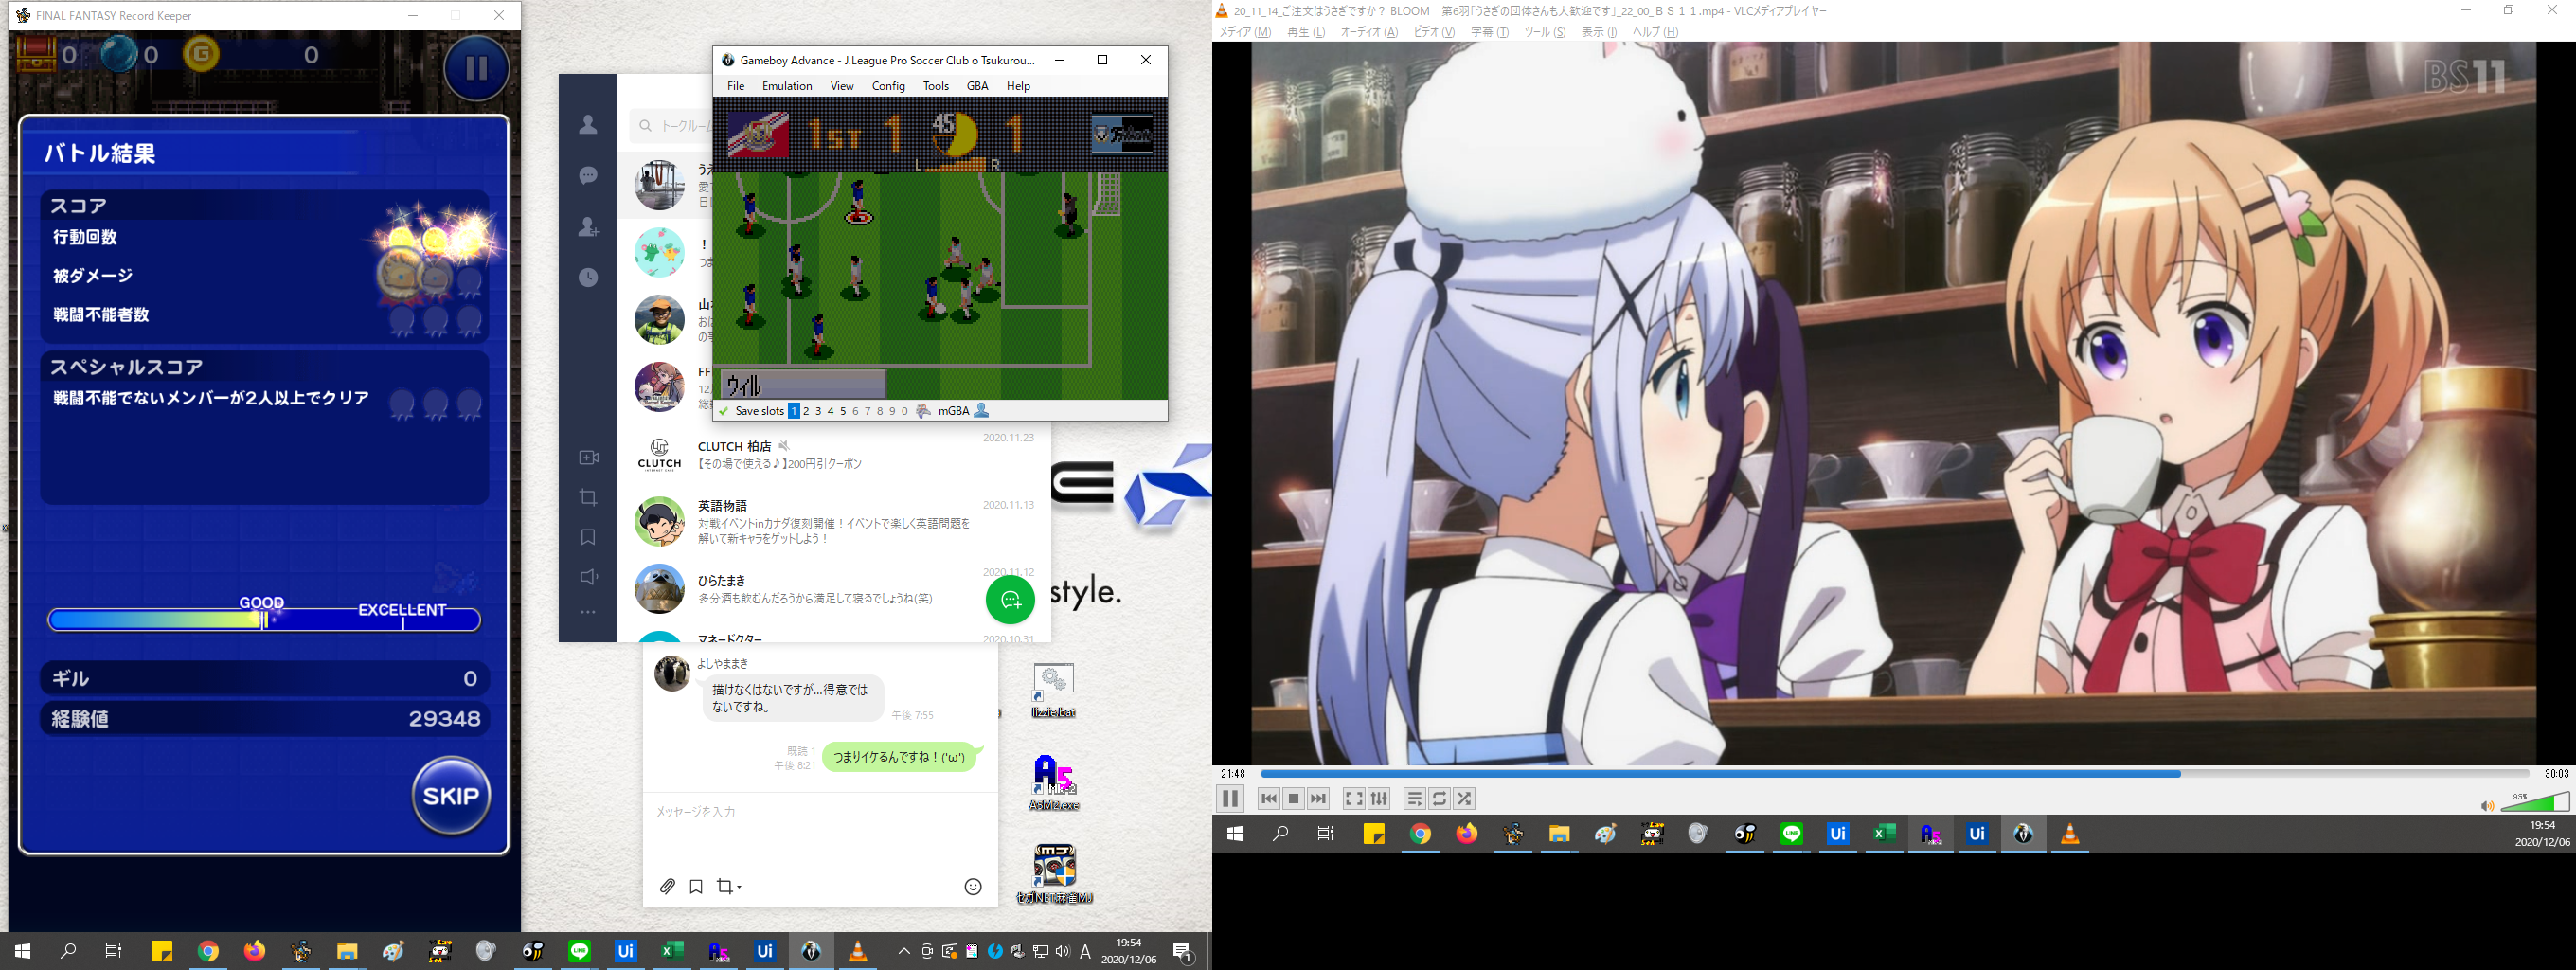 FINAL FANTASY Record Keeper
0
0
0
バトル結果
スコア
行動回数
被ダメージ
戦闘不能者数
スペシャルスコア
戦闘不能でないメンバーが2人以上でクリア
GOOD
EXCELLENT
ギル
0
経験値
29348
SKIP
Gameboy Advance - J.League Pro Soccer Club o Tsukurou...
File Emulation View Config Tools GBA Help
1ST 1 45 1
L R
ウィル
Save slots 1 2 3 4 5 6 7 8 9 0 mGBA
CLUTCH 柏店
2020.11.23
【その場で使える♪】200円引クーポン
CLUTCH
英語物語
2020.11.13
対戦イベントinカナダ復刻開催！イベントで楽しく英語問題を
解いて新キャラをゲットしよう！
ひらたまき
2020.11.12
多分酒も飲むんだろうから満足して寝るでしょうね(笑)
マネードクター
2020.10.31
よしやままき
描けなくはないですが...得意では
ないですね。
午後 7:55
既読 1
午後 8:21
つまりイケるんですね！('ω')
メッセージを入力
style.
lizzie.bat
A5M2.exe
セガNET麻雀MJ
19:54
2020/12/06
20_11_14_ご注文はうさぎですか？ BLOOM　第6羽「うさぎの団体さんも大歓迎です」_22_00_ＢＳ１１.mp4 - VLCメディアプレイヤー
メディア (M) 再生 (L) オーディオ (A) ビデオ (V) 字幕 (T) ツール (S) 表示 (I) ヘルプ (H)
BS11
21:48
30:03
93%
19:54
2020/12/06